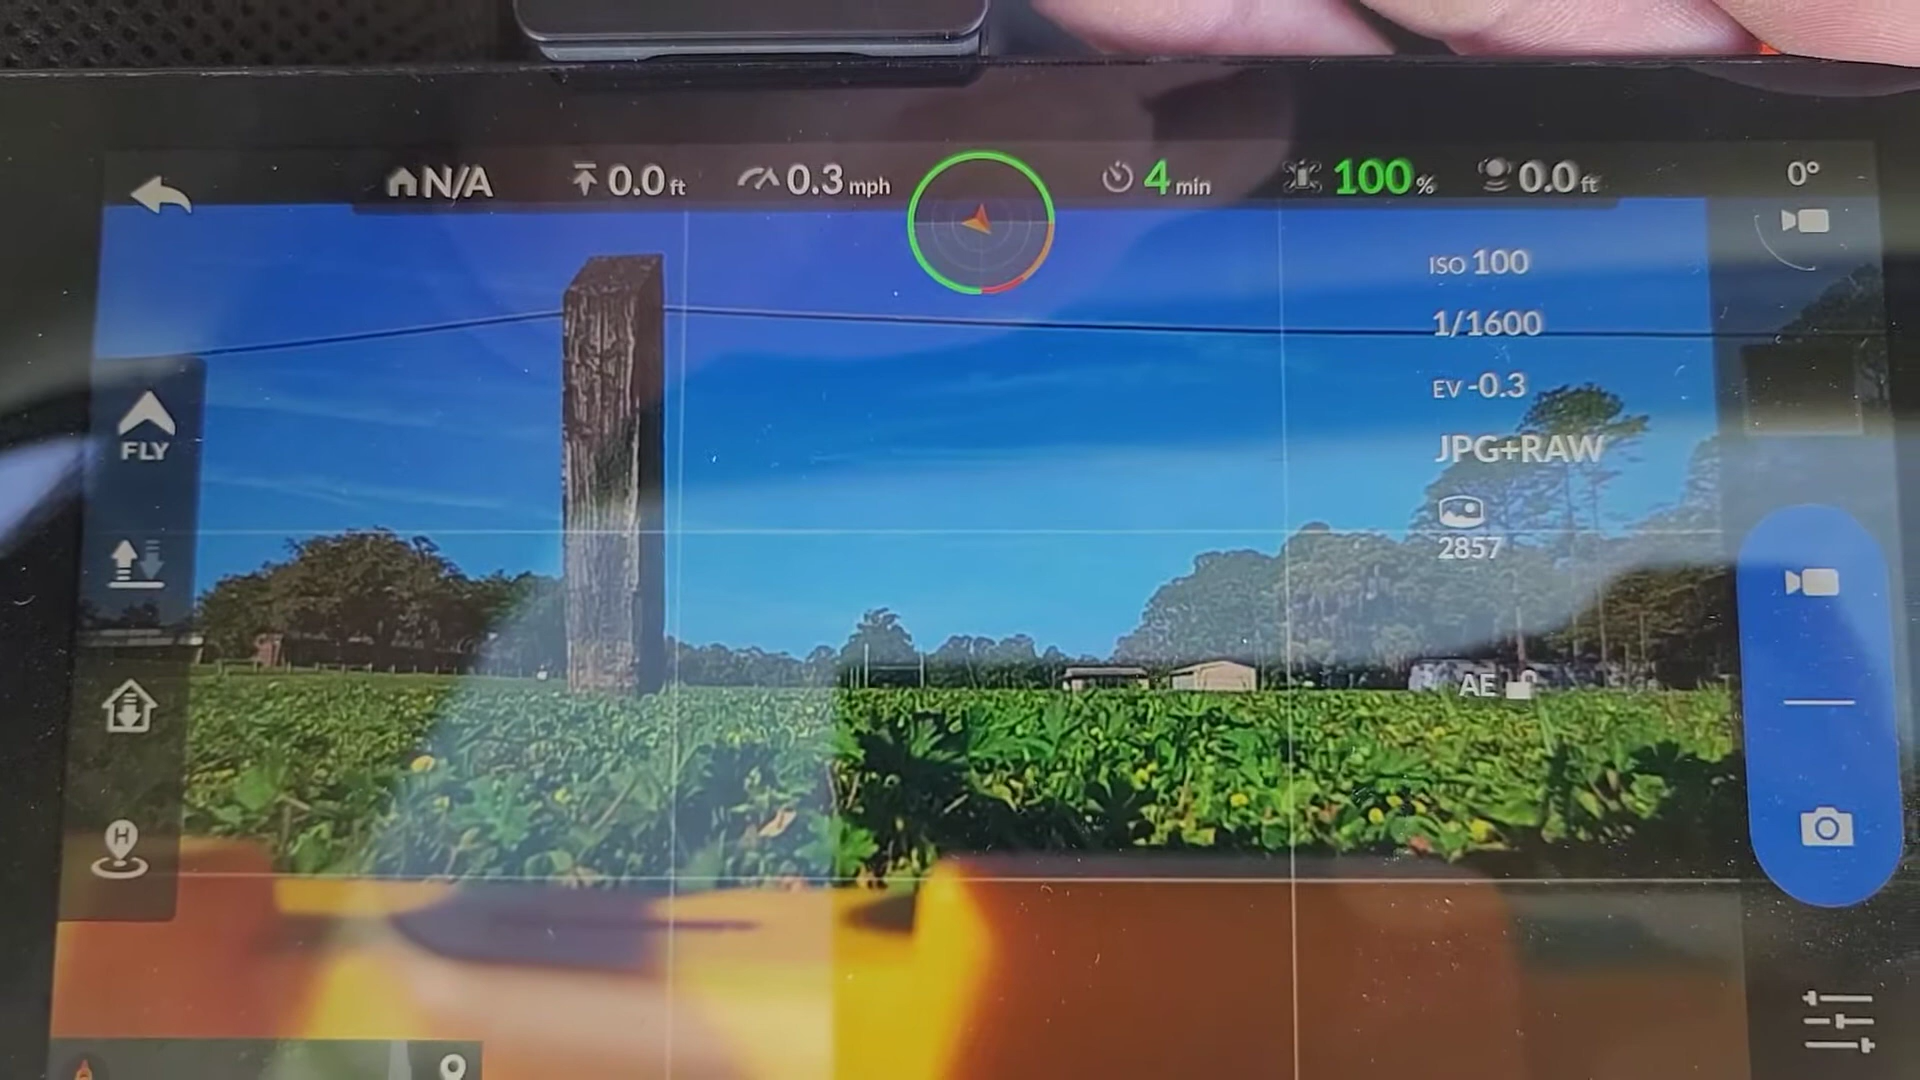 N/A 0.0 ft 0.3 mph 4 min 100 % 0.0 ft 0°
ISO 100
1/1600
EV -0.3
FLY
JPG+RAW
2857
AE
H